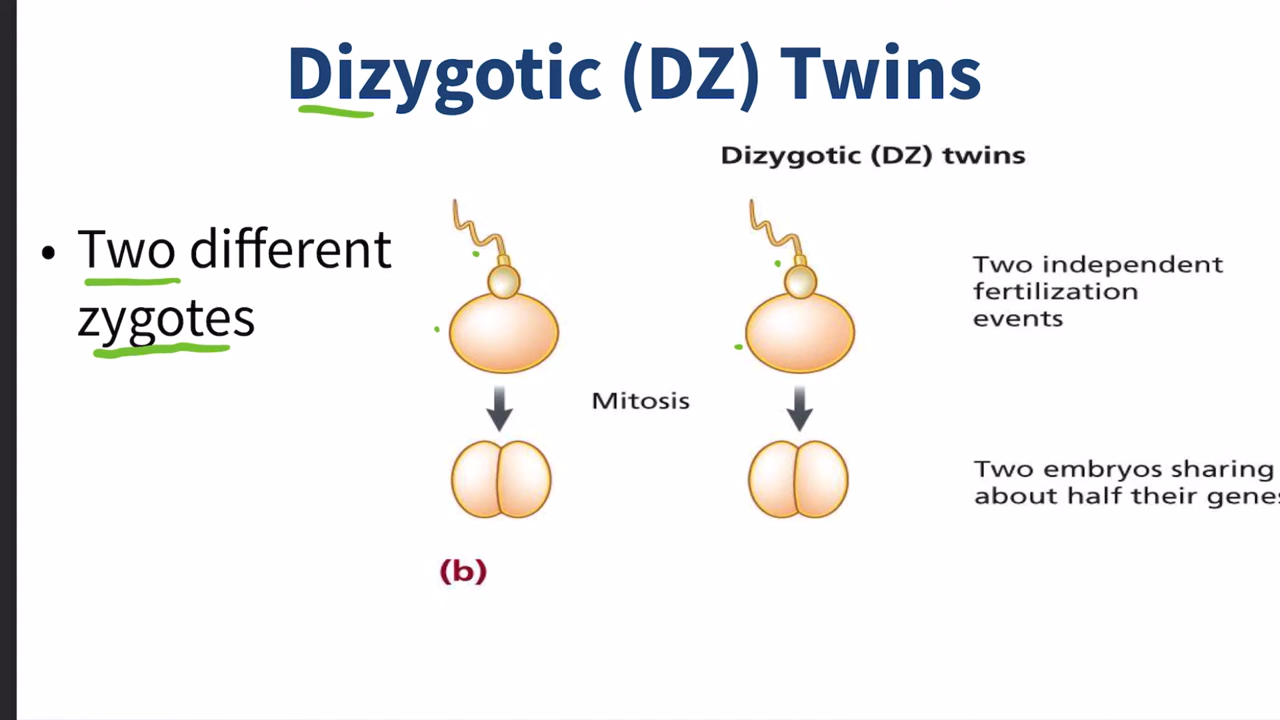 Dizygotic (DZ) Twins
Dizygotic (DZ) twins
• Two different
zygotes
Two independent
fertilization
events
Mitosis
Two embryos sharing
about half their genes
(b)